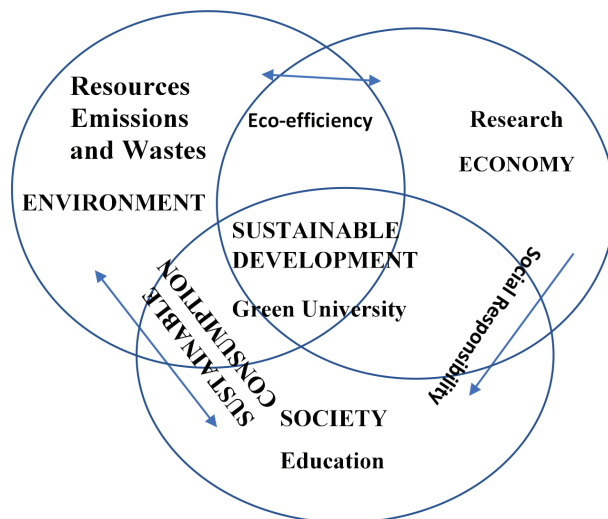 Resources
Emissions
and Wastes
ENVIRONMENT
Eco-efficiency
Research
ECONOMY
SUSTAINABLE
DEVELOPMENT
Green University
SUSTAINABLE
CONSUMPTION
Social Responsibility
SOCIETY
Education